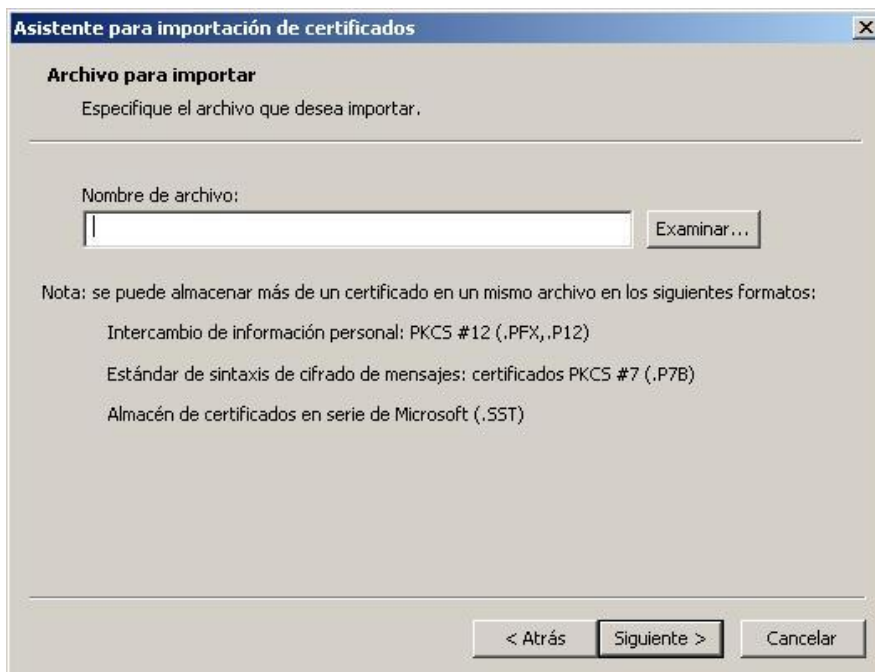 Asistente para importación de certificados
Archivo para importar
Especifique el archivo que desea importar.
Nombre de archivo:
Examinar...
Nota: se puede almacenar más de un certificado en un mismo archivo en los siguientes formatos:
Intercambio de información personal: PKCS #12 (.PFX,.P12)
Estándar de sintaxis de cifrado de mensajes: certificados PKCS #7 (.P7B)
Almacén de certificados en serie de Microsoft (.SST)
< Atrás Siguiente > Cancelar